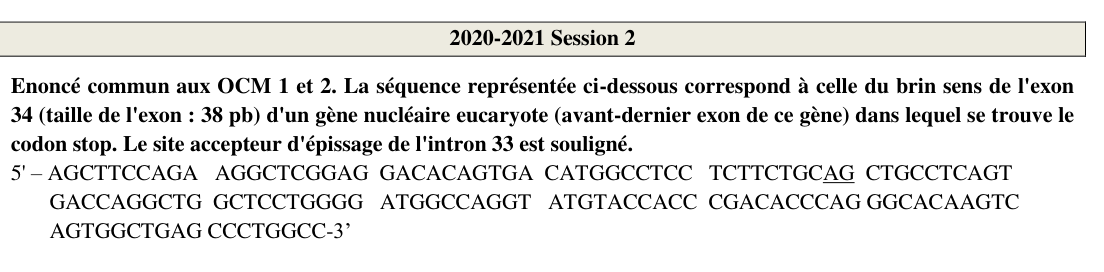 2020-2021 Session 2
Enoncé commun aux OCM 1 et 2. La séquence représentée ci-dessous correspond à celle du brin sens de l'exon
34 (taille de l'exon : 38 pb) d'un gène nucléaire eucaryote (avant-dernier exon de ce gène) dans lequel se trouve le
codon stop. Le site accepteur d'épissage de l'intron 33 est souligné.
5' – AGCTTCCAGA AGGCTCGGAG GACACAGTGA CATGGCCTCC TCTTCTGCAG CTGCCTCAGT
GACCAGGCTG GCTCCTGGGG ATGGCCAGGT ATGTACCACC CGACACCCAG GGCACAAGTC
AGTGGCTGAG CCCTGGCC-3’